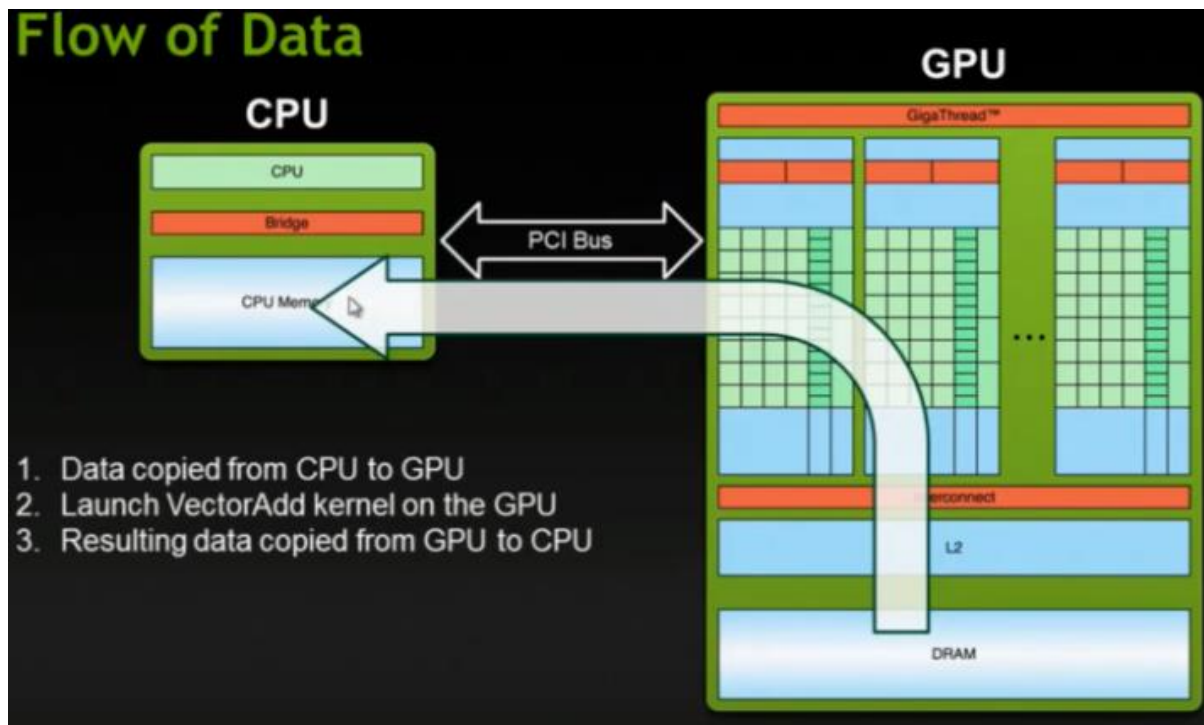 Flow of Data
CPU
GPU
CPU
Bridge
CPU
PCI Bus
GigaThread™
...
L2
DRAM
1. Data copied from CPU to GPU
2. Launch VectorAdd kernel on the GPU
3. Resulting data copied from GPU to CPU